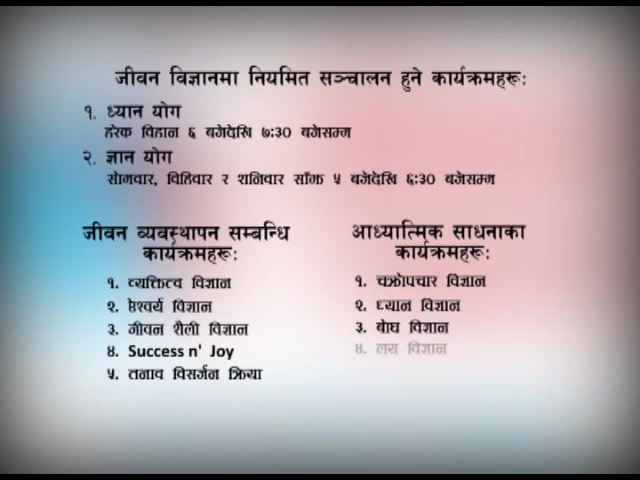 जीवन विज्ञानमा नियमित सञ्चालन हुने कार्यक्रमहरू:
१. ध्यान योग
हरेक विहान ६ बजेदेखि ७:३० बजेसम्म
२. ज्ञान योग
सोमवार, विहिवार र शनिवार साँझ ५ बजेदेखि ६:३० बजेसम्म
जीवन व्यवस्थापन सम्बन्धि
कार्यक्रमहरू:
१. व्यक्तित्व विज्ञान
२. ऐश्वर्य विज्ञान
३. जीवन शैली विज्ञान
४. Success n' Joy
५. तनाव विसर्जन क्रिया
आध्यात्मिक साधनाका
कार्यक्रमहरू:
१. चक्रोपचार विज्ञान
२. ध्यान विज्ञान
३. बोध विज्ञान
४. लय विज्ञान